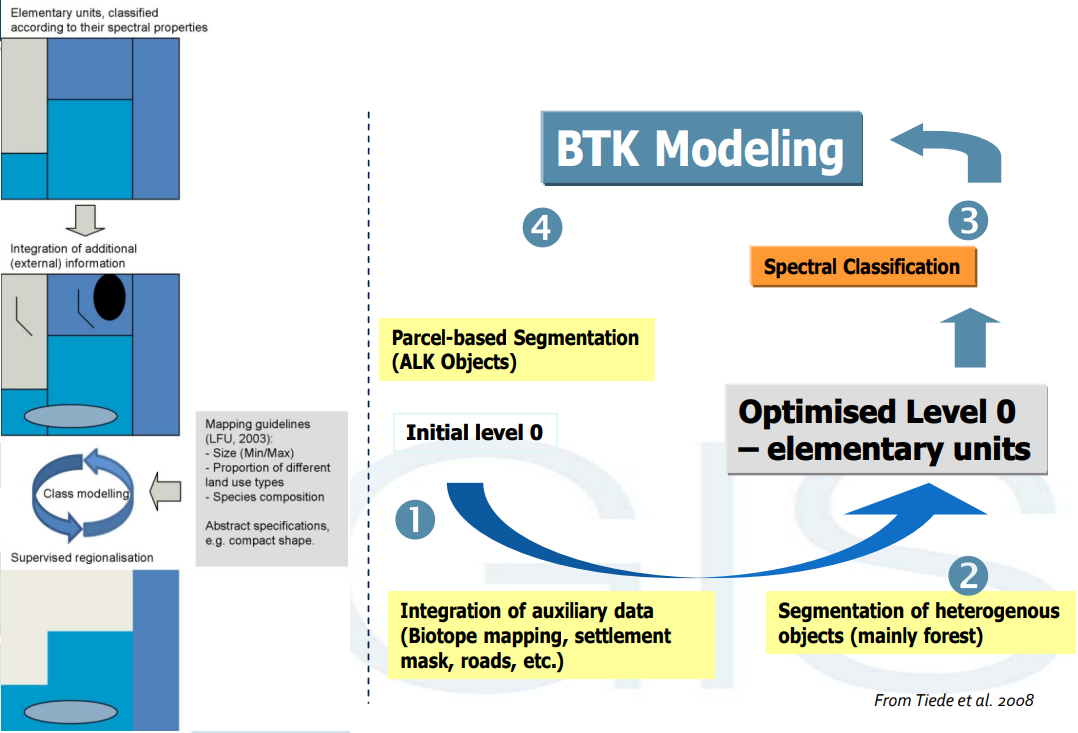 Elementary units, classified
according to their spectral properties
Integration of additional
(external) information
Mapping guidelines
(LFU, 2003):
- Size (Min/Max)
- Proportion of different
land use types
- Species composition
Abstract specifications,
e.g. compact shape.
Class modelling
Supervised regionalisation
BTK Modeling
4
3
Spectral Classification
Parcel-based Segmentation
(ALK Objects)
Initial level 0
Optimised Level 0
– elementary units
1
2
Integration of auxiliary data
(Biotope mapping, settlement
mask, roads, etc.)
Segmentation of heterogenous
objects (mainly forest)
GIS
From Tiede et al. 2008